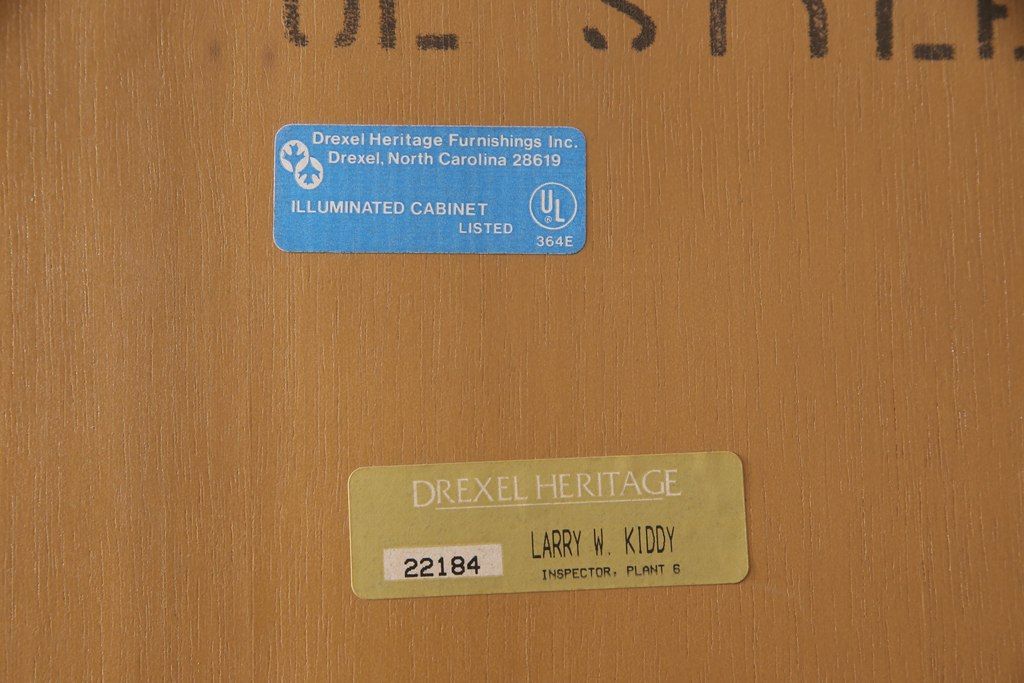 STYLE
Drexel Heritage Furnishings Inc.
Drexel, North Carolina 28619
ILLUMINATED CABINET
LISTED
UL
®
364E
DREXEL HERITAGE
22184
LARRY W. KIDDY
INSPECTOR, PLANT 6